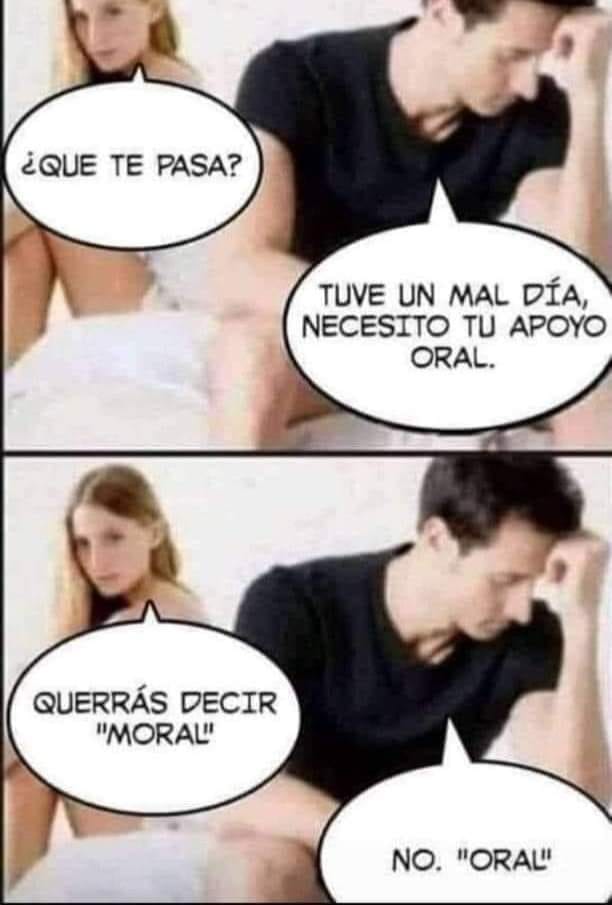 ¿QUE TE PASA?
TUVE UN MAL DÍA,
NECESITO TU APOYO
ORAL.
QUERRÁS DECIR
"MORAL"
NO. "ORAL"